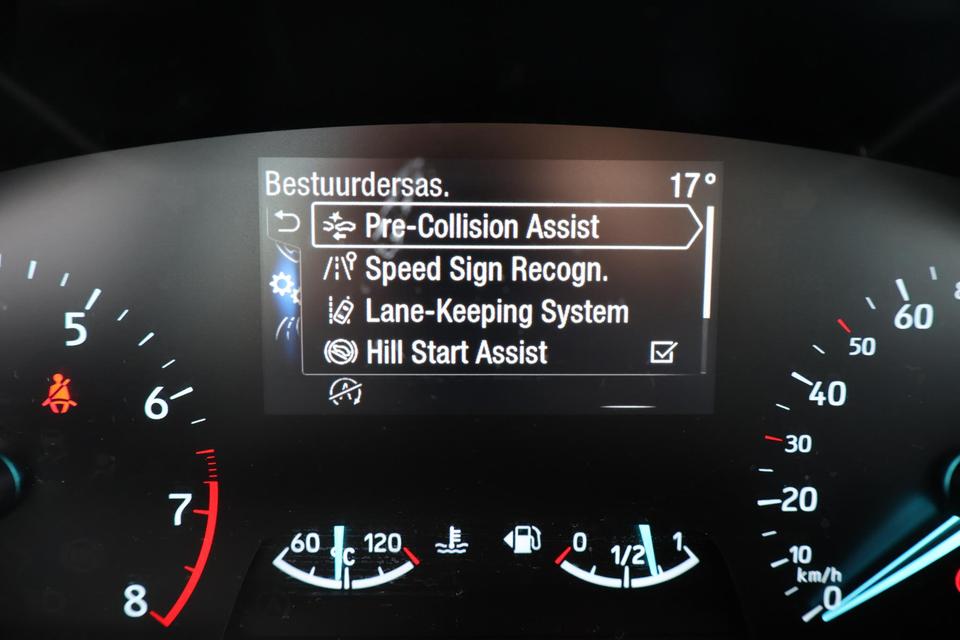 Bestuurdersas. 17°
Pre-Collision Assist
Speed Sign Recogn.
Lane-Keeping System
Hill Start Assist
5
6
7
8
60
50
40
30
20
10
km/h
0
60 °C 120
0 1/2 1